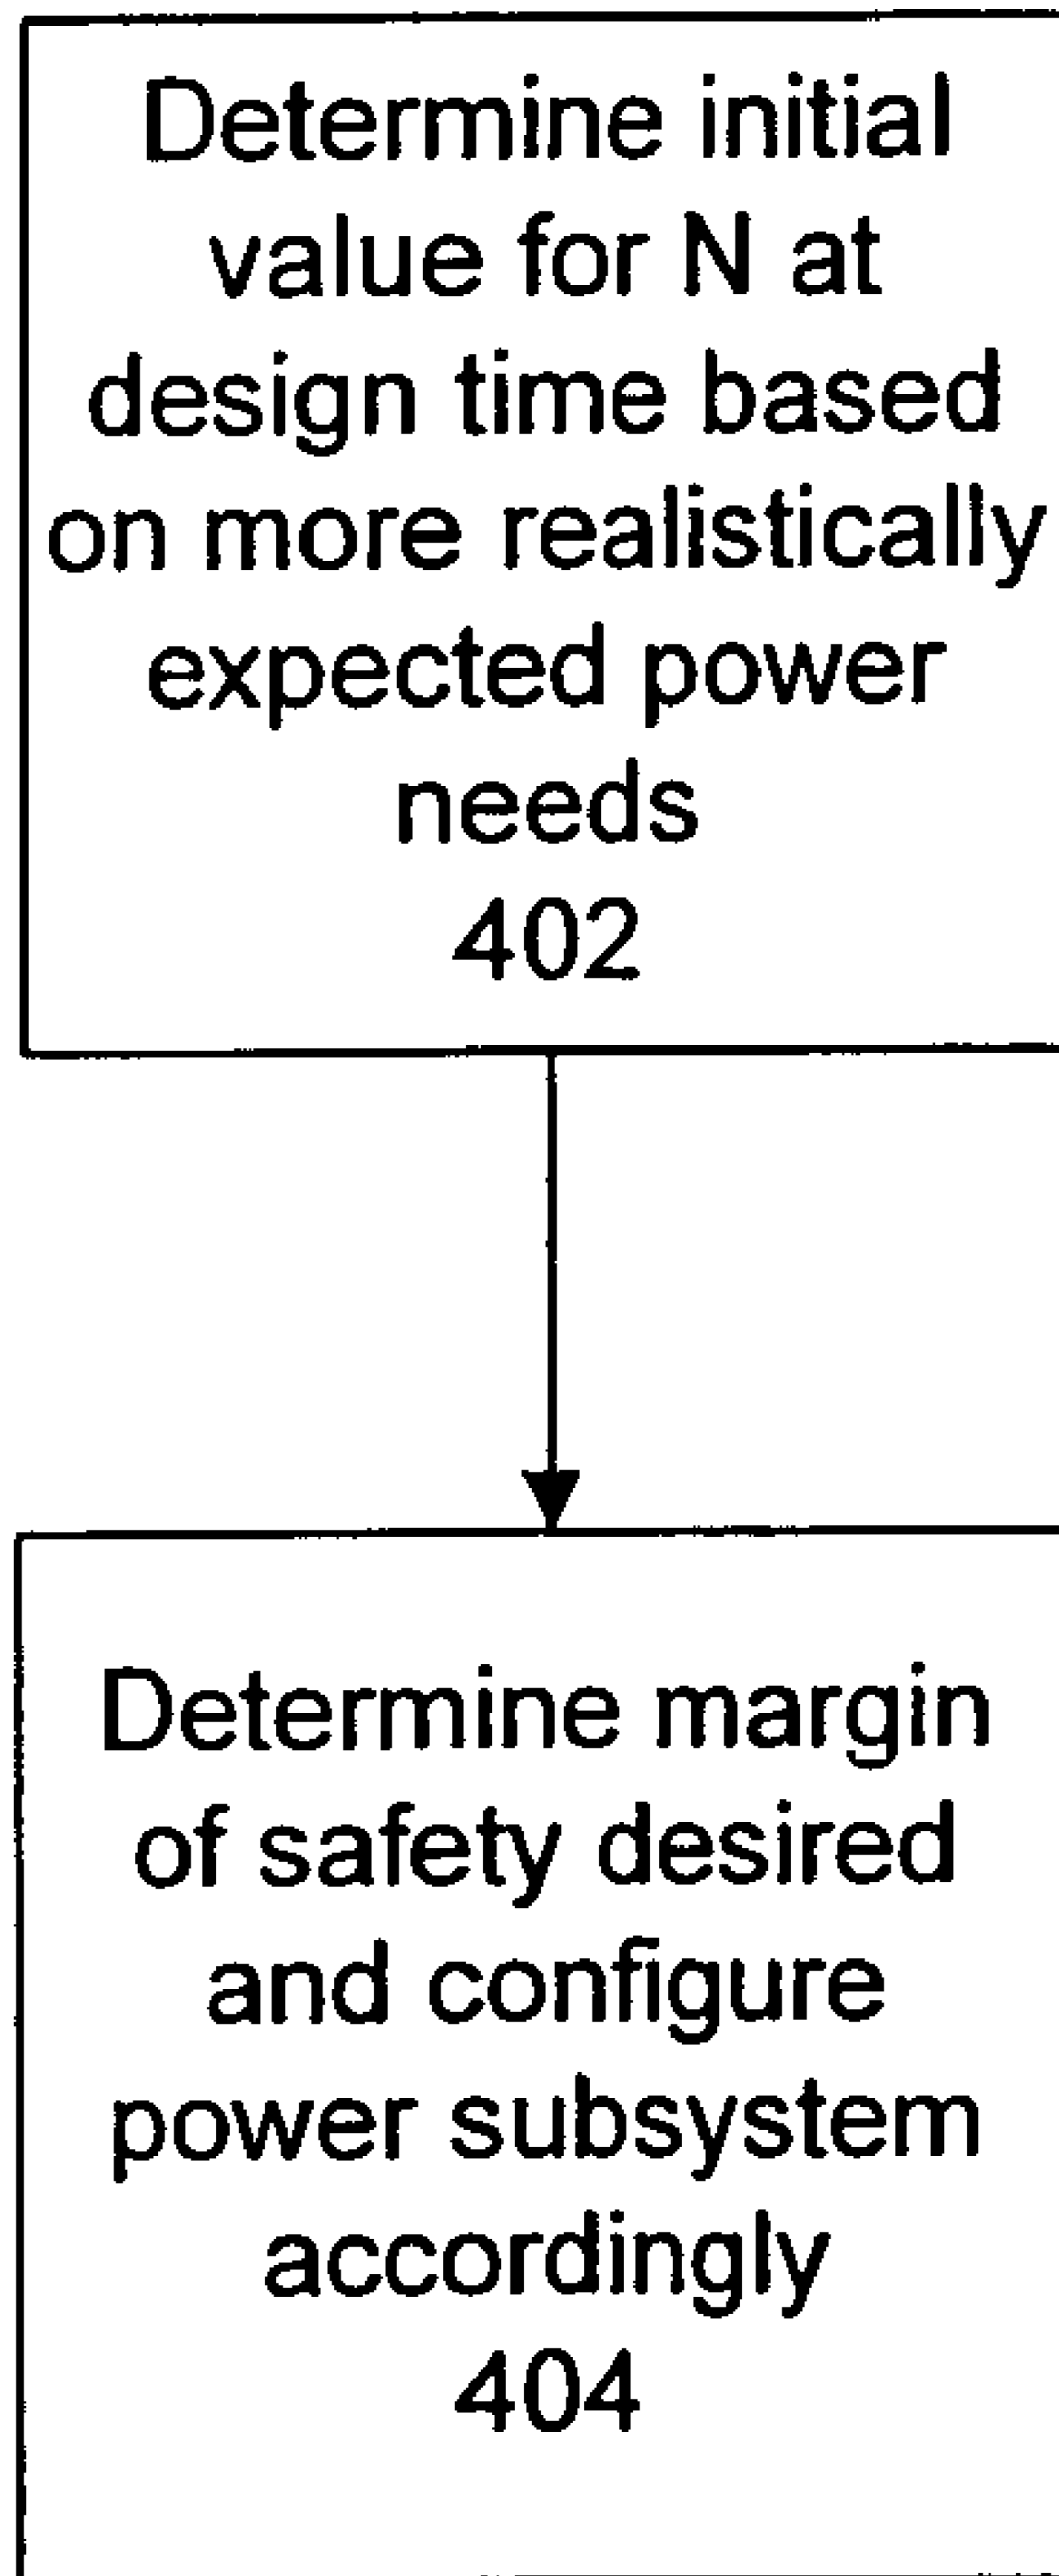 Determine initial
value for N at
design time based
on more realistically
expected power
needs
402
Determine margin
of safety desired
and configure
power subsystem
accordingly
404